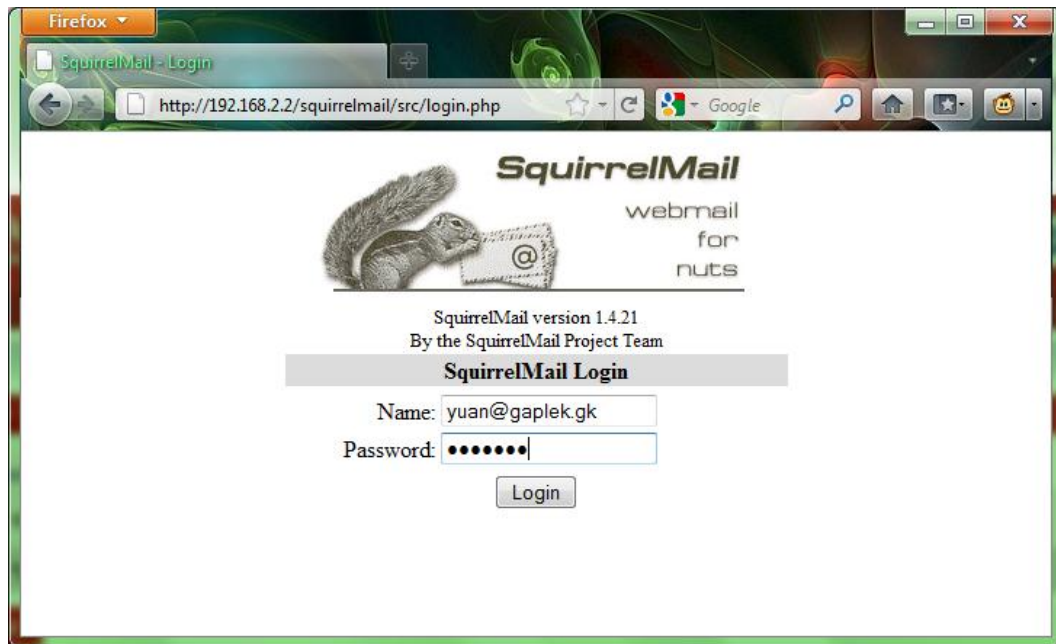 Firefox
SquirrelMail - Login
http://192.168.2.2/squirrelmail/src/login.php
Google
SquirrelMail
webmail
for
nuts
@
SquirrelMail version 1.4.21
By the SquirrelMail Project Team
SquirrelMail Login
Name: yuan@gaplek.gk
Password: •••••••
Login